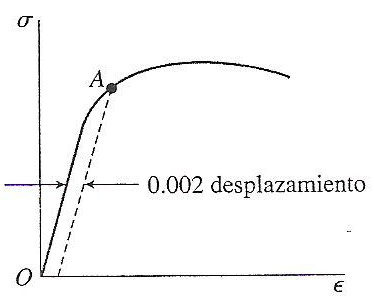 σ
A
0.002 desplazamiento
O
ϵ